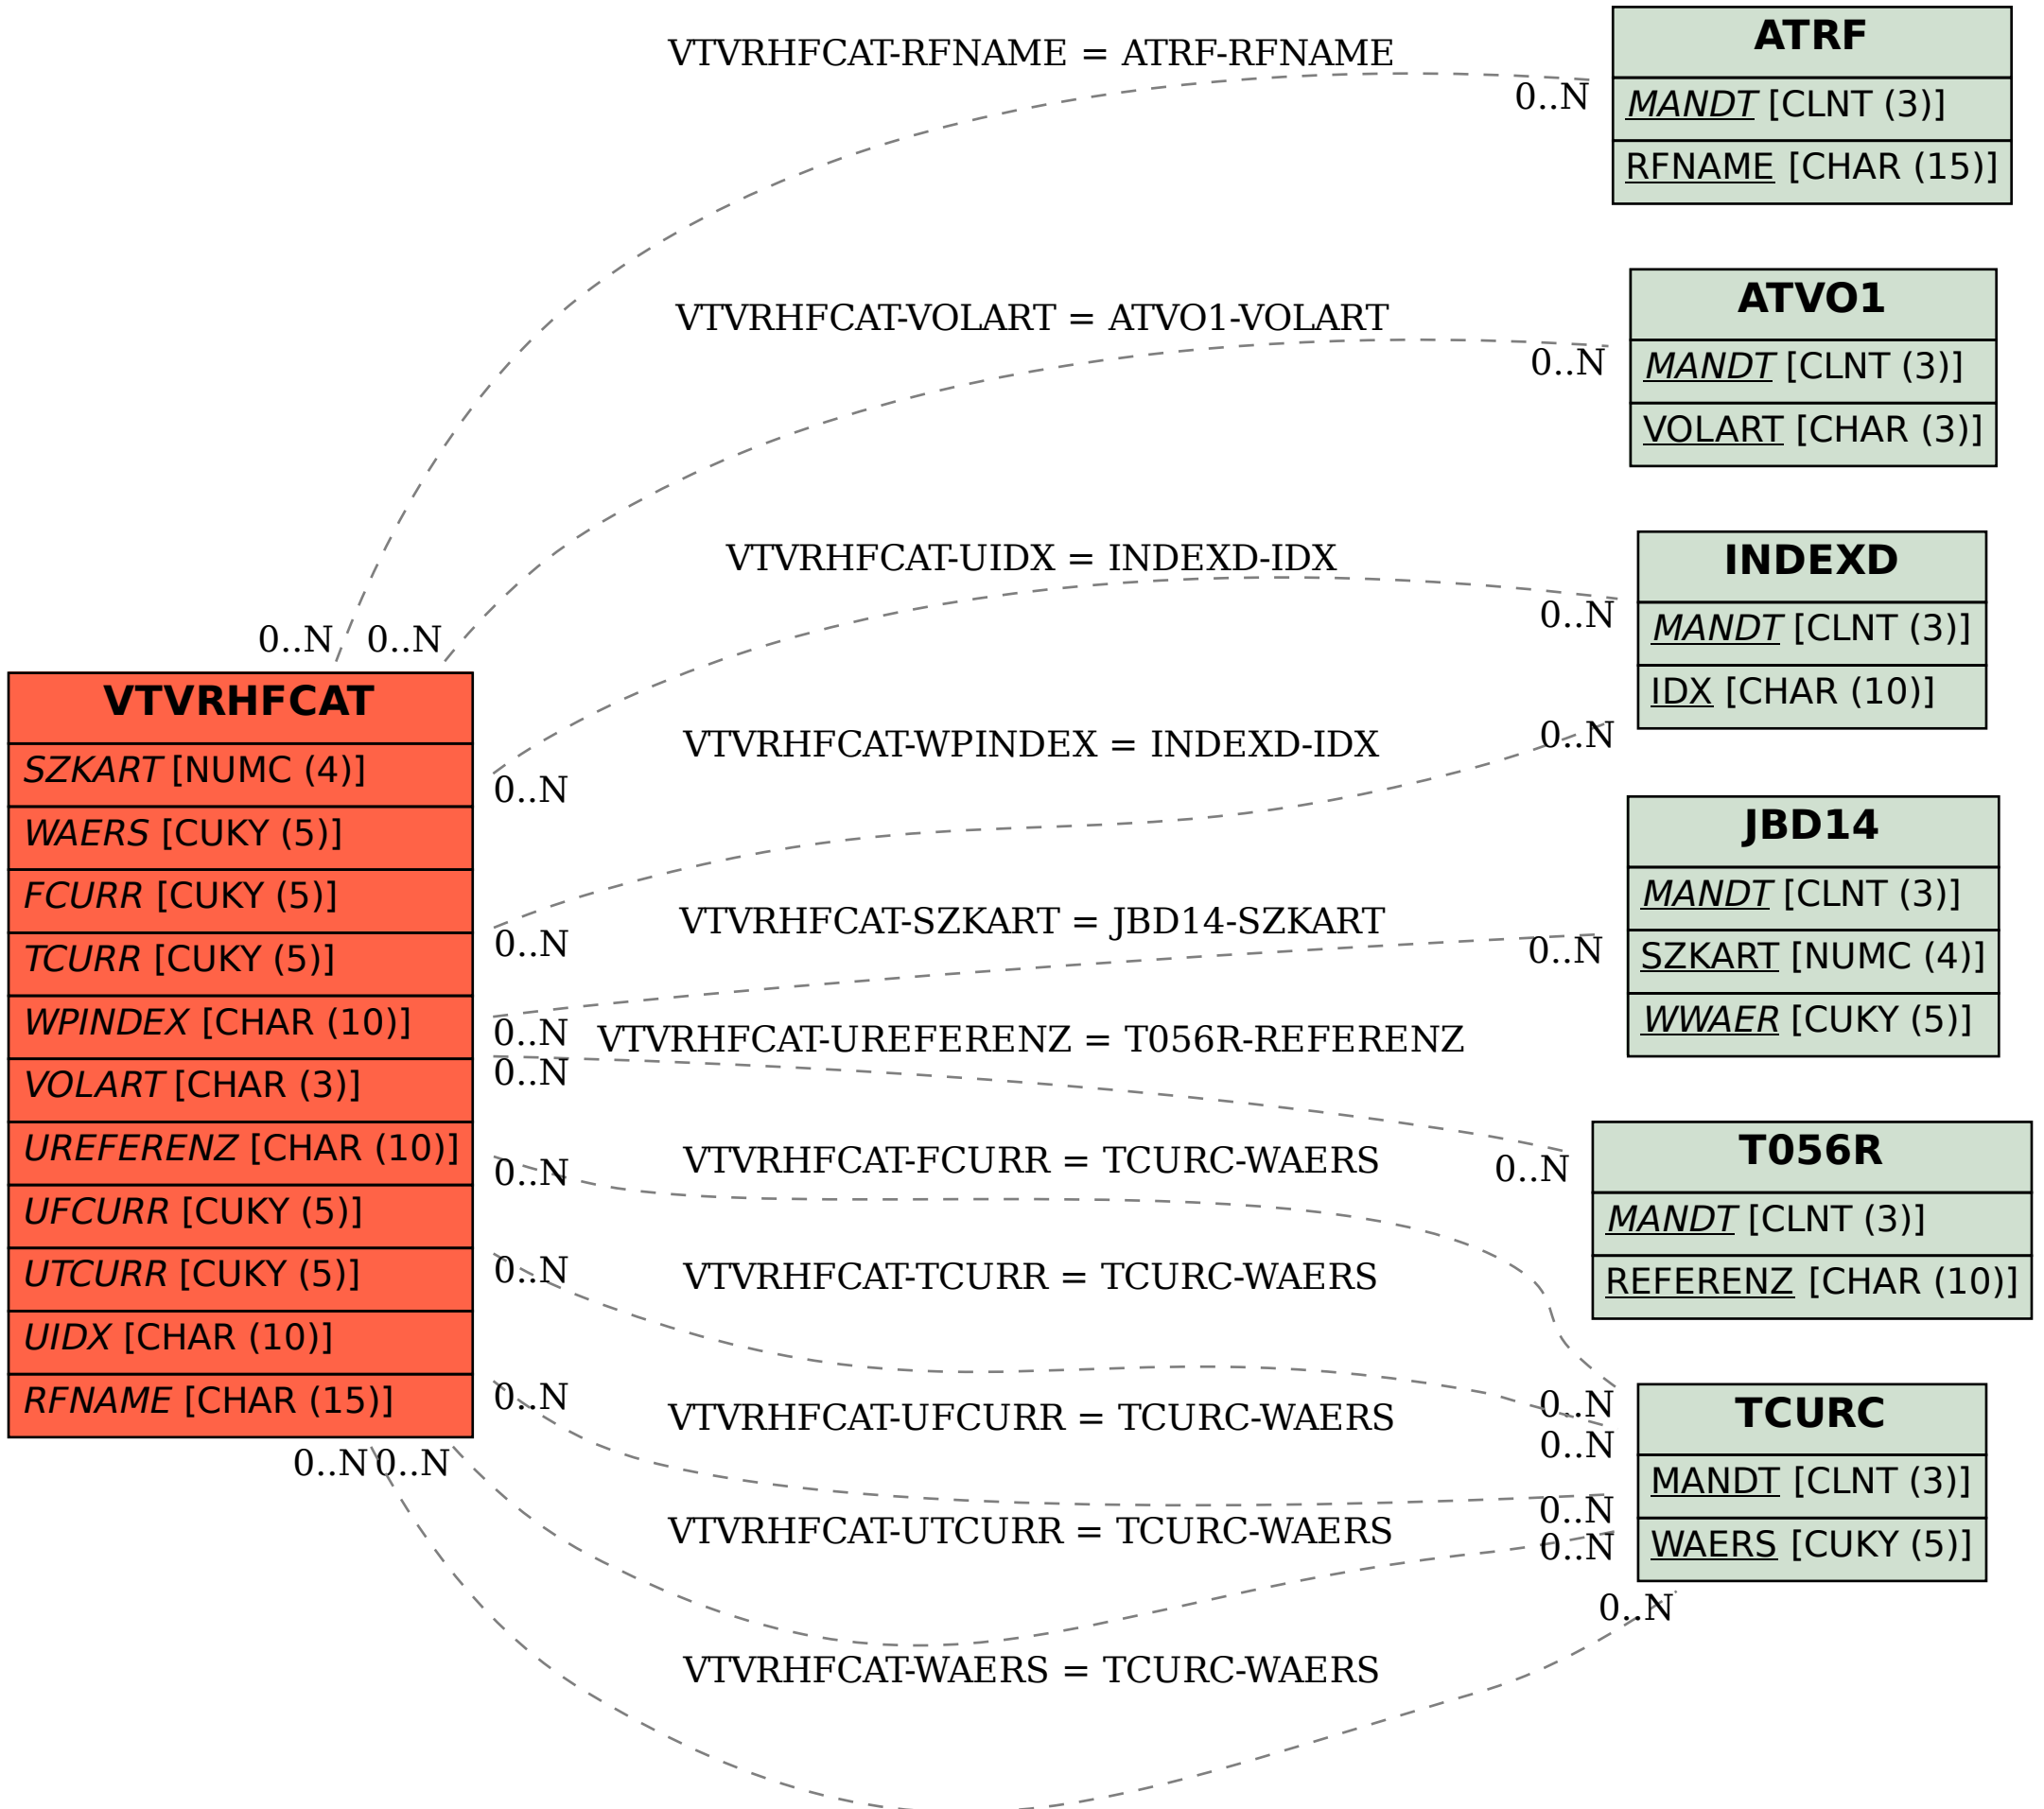 VTVRHFCAT-RFNAME = ATRF-RFNAME
0..N
0..N
ATRF
MANDT [CLNT (3)]
RFNAME [CHAR (15)]
VTVRHFCAT-VOLART = ATVO1-VOLART
0..N
0..N
ATVO1
MANDT [CLNT (3)]
VOLART [CHAR (3)]
VTVRHFCAT-UIDX = INDEXD-IDX
0..N
0..N
INDEXD
MANDT [CLNT (3)]
IDX [CHAR (10)]
VTVRHFCAT
SZKART [NUMC (4)]
WAERS [CUKY (5)]
FCURR [CUKY (5)]
TCURR [CUKY (5)]
WPINDEX [CHAR (10)]
VOLART [CHAR (3)]
UREFERENZ [CHAR (10)]
UFCURR [CUKY (5)]
UTCURR [CUKY (5)]
UIDX [CHAR (10)]
RFNAME [CHAR (15)]
VTVRHFCAT-WPINDEX = INDEXD-IDX
0..N
0..N
VTVRHFCAT-SZKART = JBD14-SZKART
0..N
0..N
JBD14
MANDT [CLNT (3)]
SZKART [NUMC (4)]
WWAER [CUKY (5)]
VTVRHFCAT-UREFERENZ = T056R-REFERENZ
0..N
0..N
T056R
MANDT [CLNT (3)]
REFERENZ [CHAR (10)]
VTVRHFCAT-FCURR = TCURC-WAERS
0..N
0..N
VTVRHFCAT-TCURR = TCURC-WAERS
0..N
0..N
VTVRHFCAT-UFCURR = TCURC-WAERS
0..N
0..N
TCURC
MANDT [CLNT (3)]
WAERS [CUKY (5)]
VTVRHFCAT-UTCURR = TCURC-WAERS
0..N
0..N
VTVRHFCAT-WAERS = TCURC-WAERS
0..N
0..N